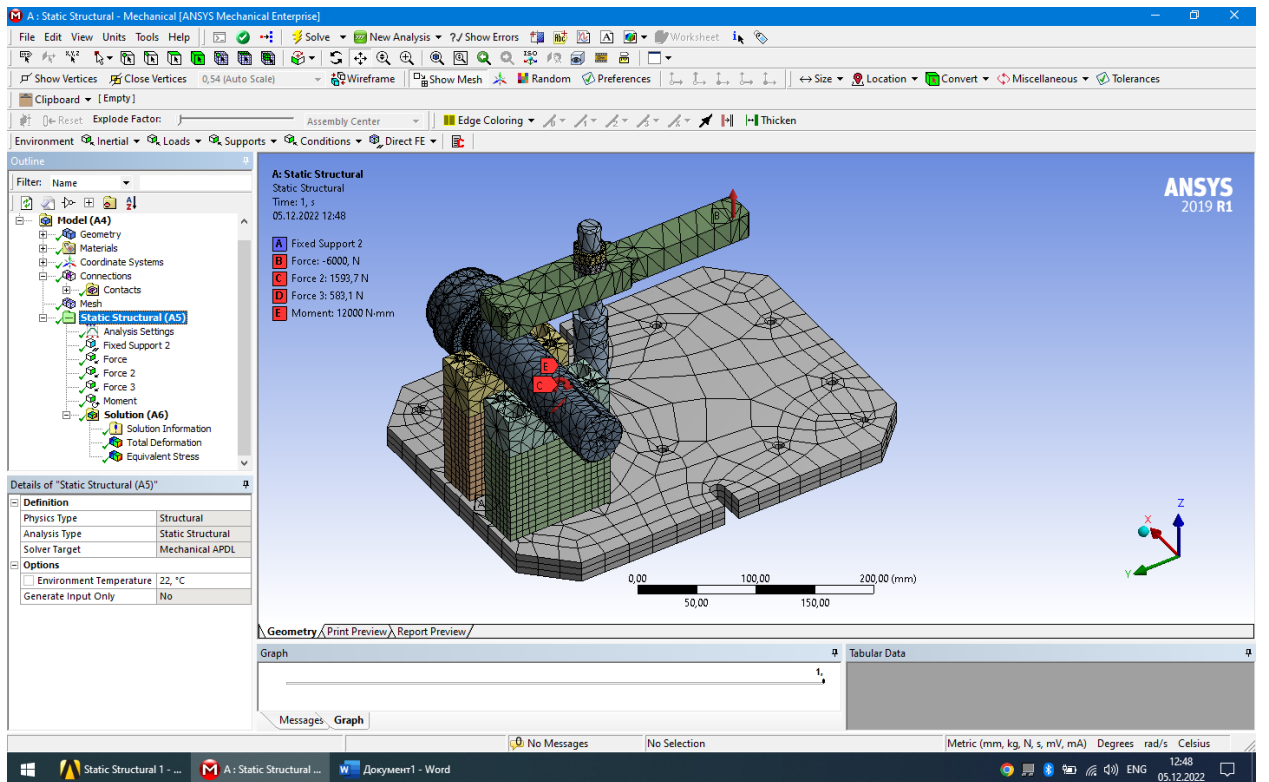 A : Static Structural - Mechanical [ANSYS Mechanical Enterprise]
File Edit View Units Tools Help Solve New Analysis ?/ Show Errors A Worksheet
Show Vertices Close Vertices 0,54 (Auto Scale) Wireframe Show Mesh Random Preferences Size Location Convert Miscellaneous Tolerances
Clipboard [Empty]
Reset Explode Factor: Assembly Center Edge Coloring Thicken
Environment Inertial Loads Supports Conditions Direct FE
Outline
Filter: Name
Model (A4)
Geometry
Materials
Coordinate Systems
Connections
Contacts
Mesh
Static Structural (A5)
Analysis Settings
Fixed Support 2
Force
Force 2
Force 3
Moment
Solution (A6)
Solution Information
Total Deformation
Equivalent Stress
Details of "Static Structural (A5)"
Definition
Physics Type Structural
Analysis Type Static Structural
Solver Target Mechanical APDL
Options
Environment Temperature 22, °C
Generate Input Only No
A: Static Structural
Static Structural
Time: 1, s
05.12.2022 12:48
A Fixed Support 2
B Force: -6000, N
C Force 2: 1593,7 N
D Force 3: 583,1 N
E Moment: 12000 N·mm
ANSYS
2019 R1
B
E
C
A
Z
X
Y
0,00 100,00 200,00 (mm)
50,00 150,00
Geometry Print Preview Report Preview
Graph
1,
Messages Graph
Tabular Data
No Messages No Selection Metric (mm, kg, N, s, mV, mA) Degrees rad/s Celsius
Static Structural 1 - ... A : Static Structural ... Документ1 - Word ENG 12:48
05.12.2022